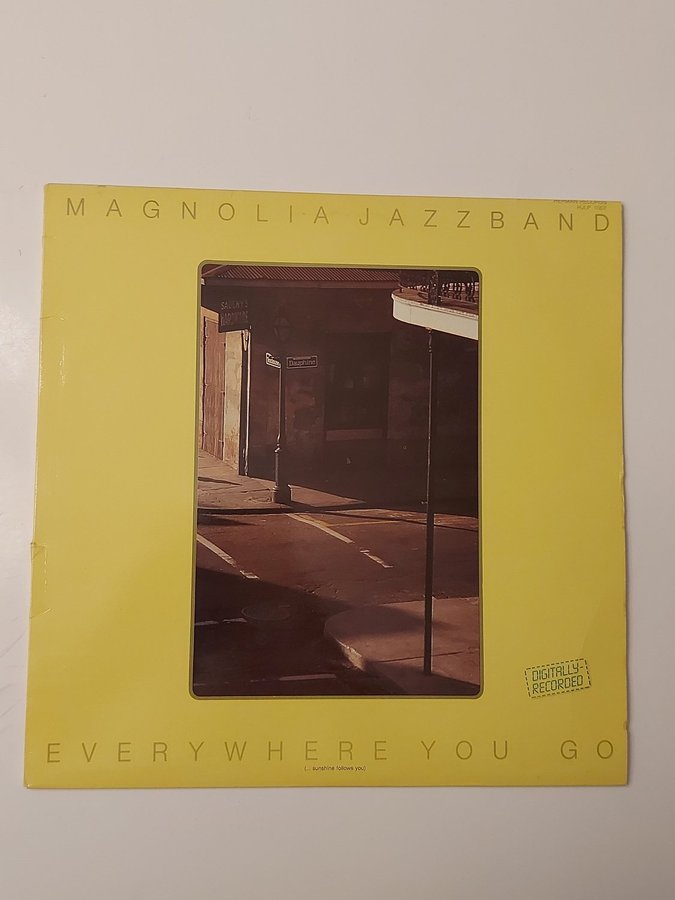 MAGNOLIA JAZZBAND
Dauphine
DIGITALLY-
RECORDED
EVERYWHERE YOU GO
(... sunshine follows you)